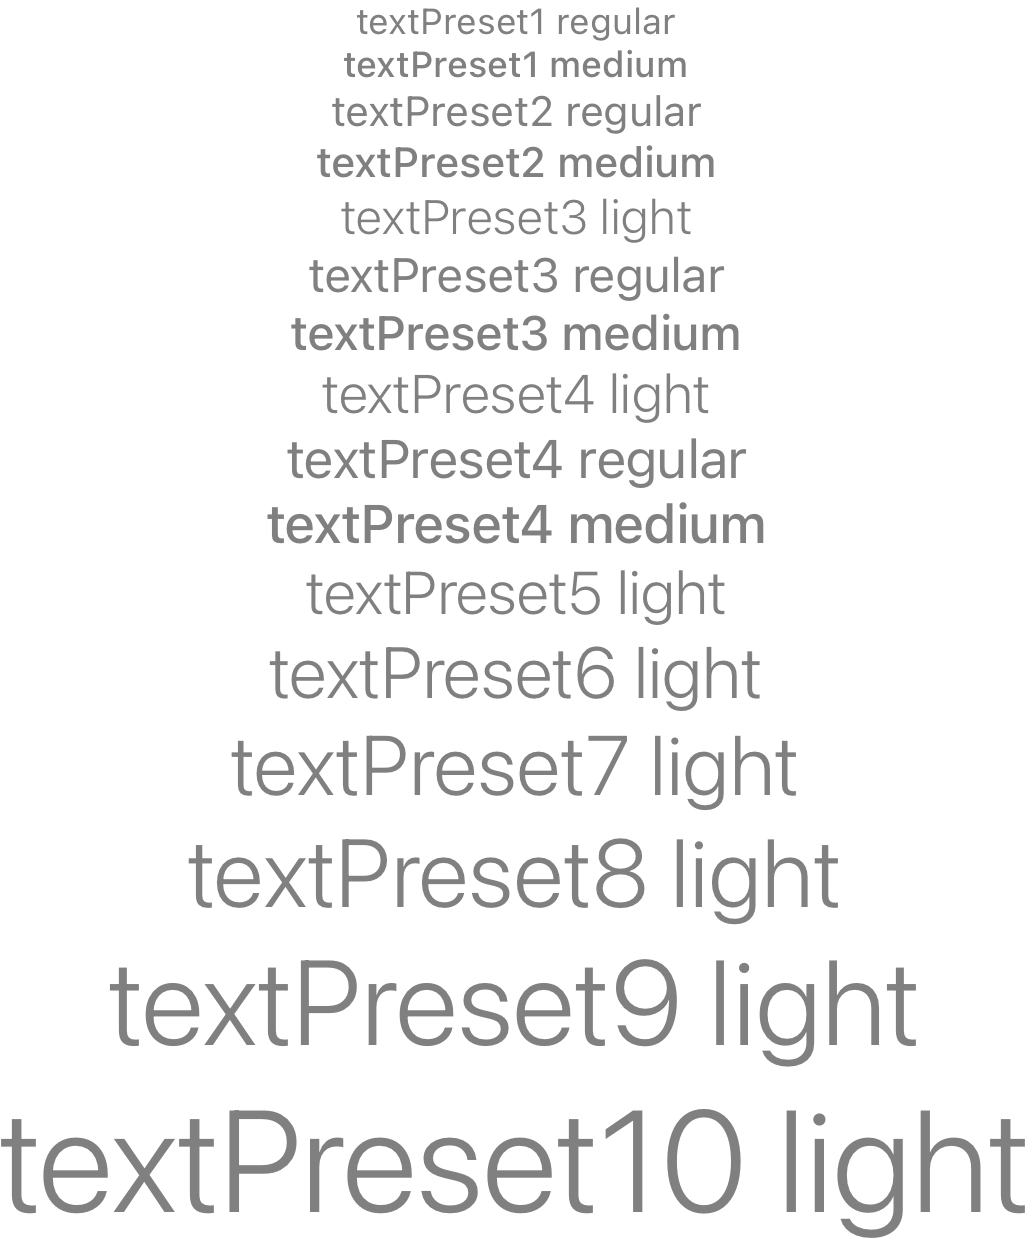 textPreset1 regular
textPreset1 medium
textPreset2 regular
textPreset2 medium
textPreset3 light
textPreset3 regular
textPreset3 medium
textPreset4 light
textPreset4 regular
textPreset4 medium
textPreset5 light
textPreset6 light
textPreset7 light
textPreset8 light
textPreset9 light
textPreset10 light